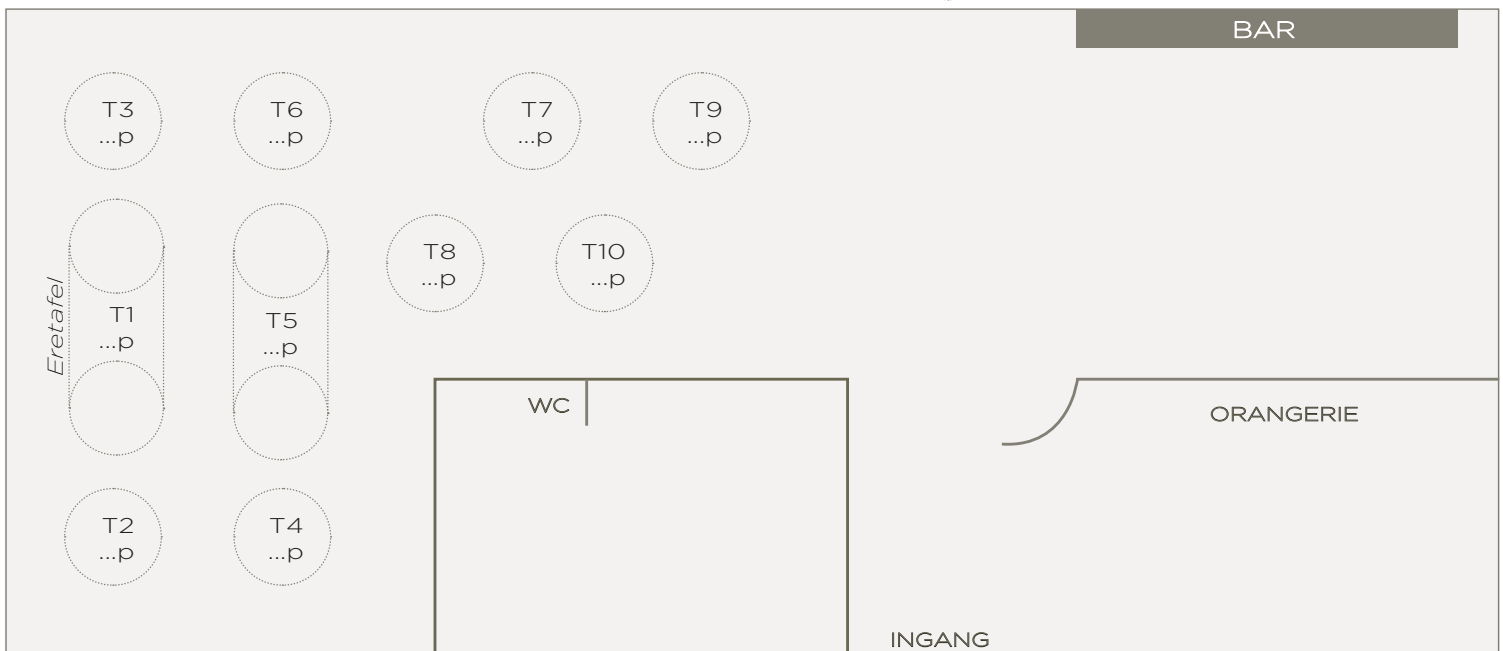 BAR
T3
...p
T6
...p
T7
...p
T9
...p
T8
...p
T10
...p
Eretafel
T1
...p
T5
...p
WC
ORANGERIE
T2
...p
T4
...p
INGANG